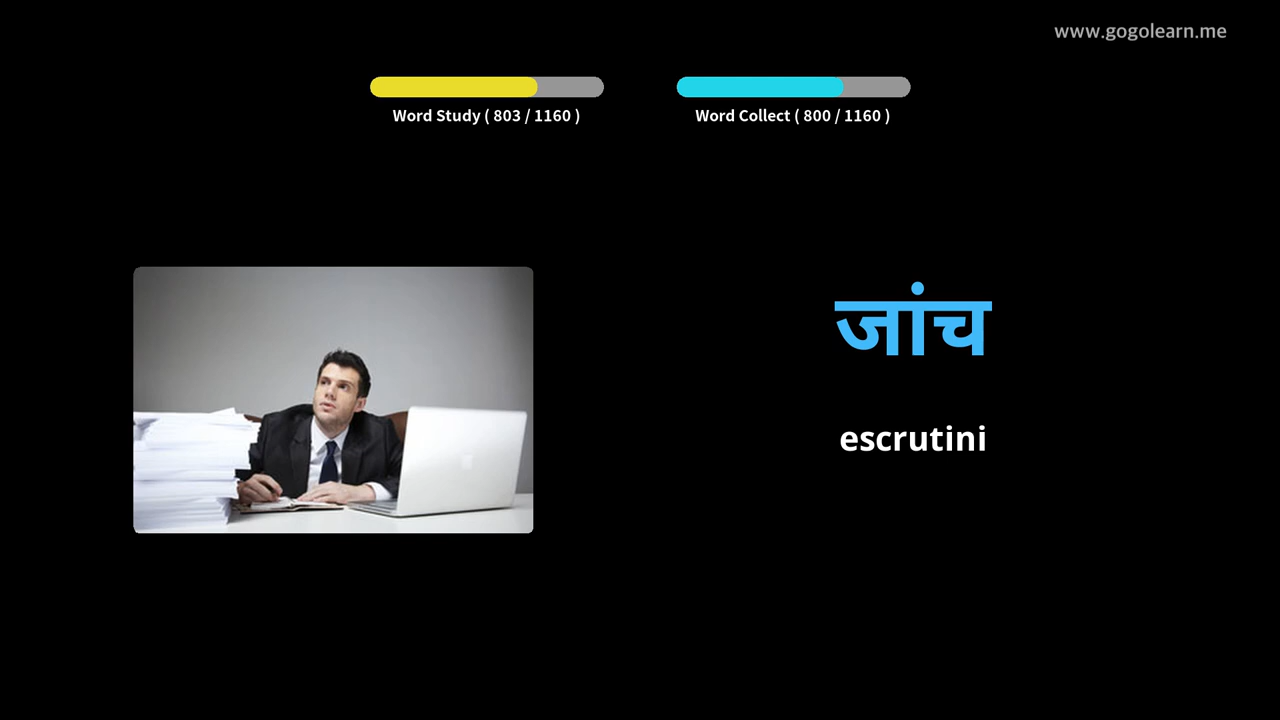 www.gogolearn.me
Word Study ( 803 / 1160 )
Word Collect ( 800 / 1160 )
जांच
escrutini